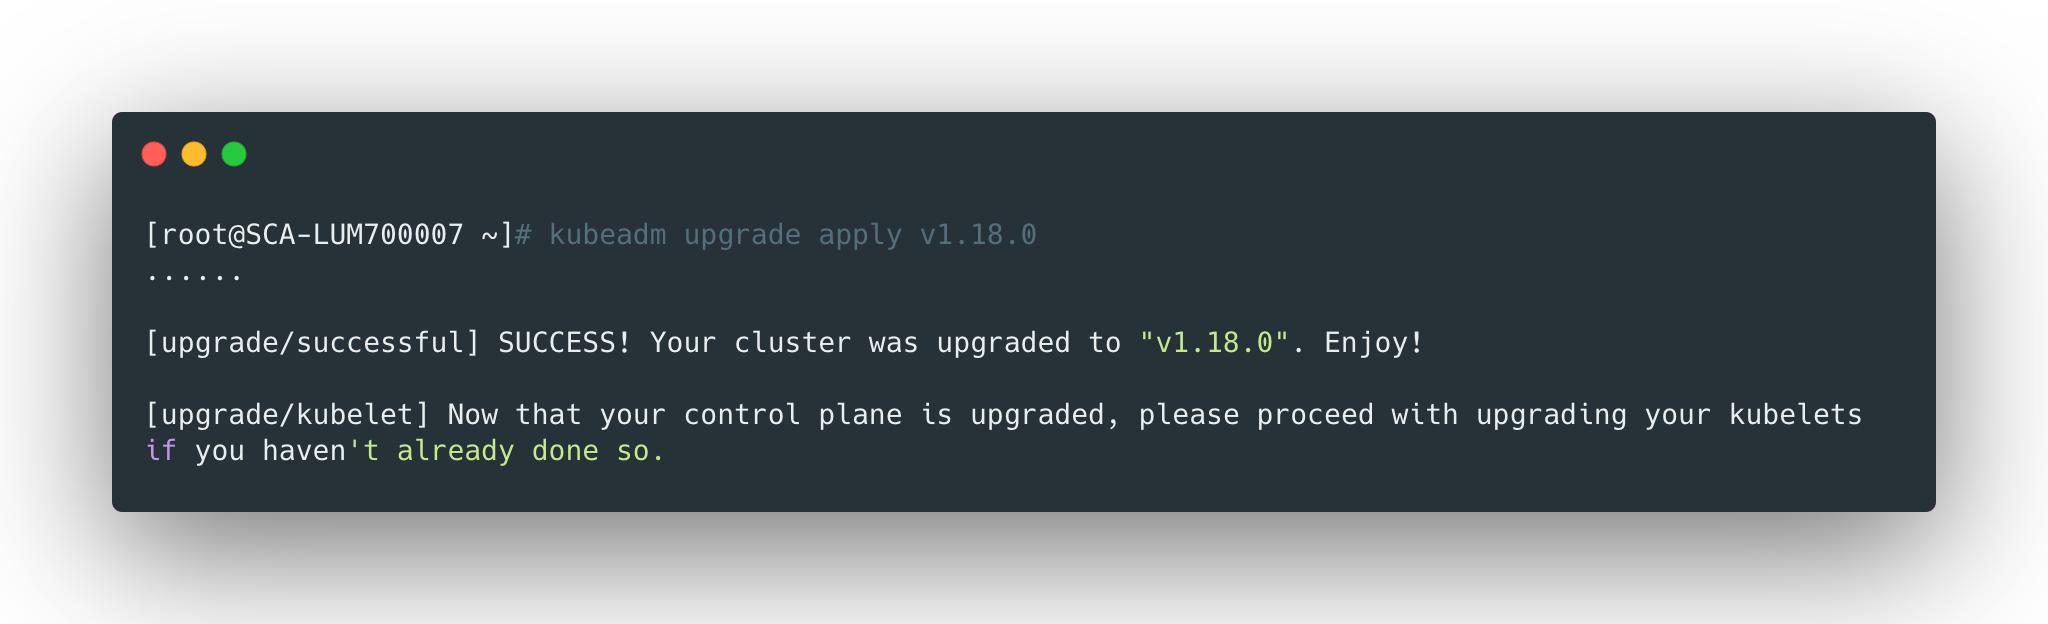 [root@SCA-LUM700007 ~]# kubeadm upgrade apply v1.18.0
......
[upgrade/successful] SUCCESS! Your cluster was upgraded to "v1.18.0". Enjoy!
[upgrade/kubelet] Now that your control plane is upgraded, please proceed with upgrading your kubelets
if you haven't already done so.